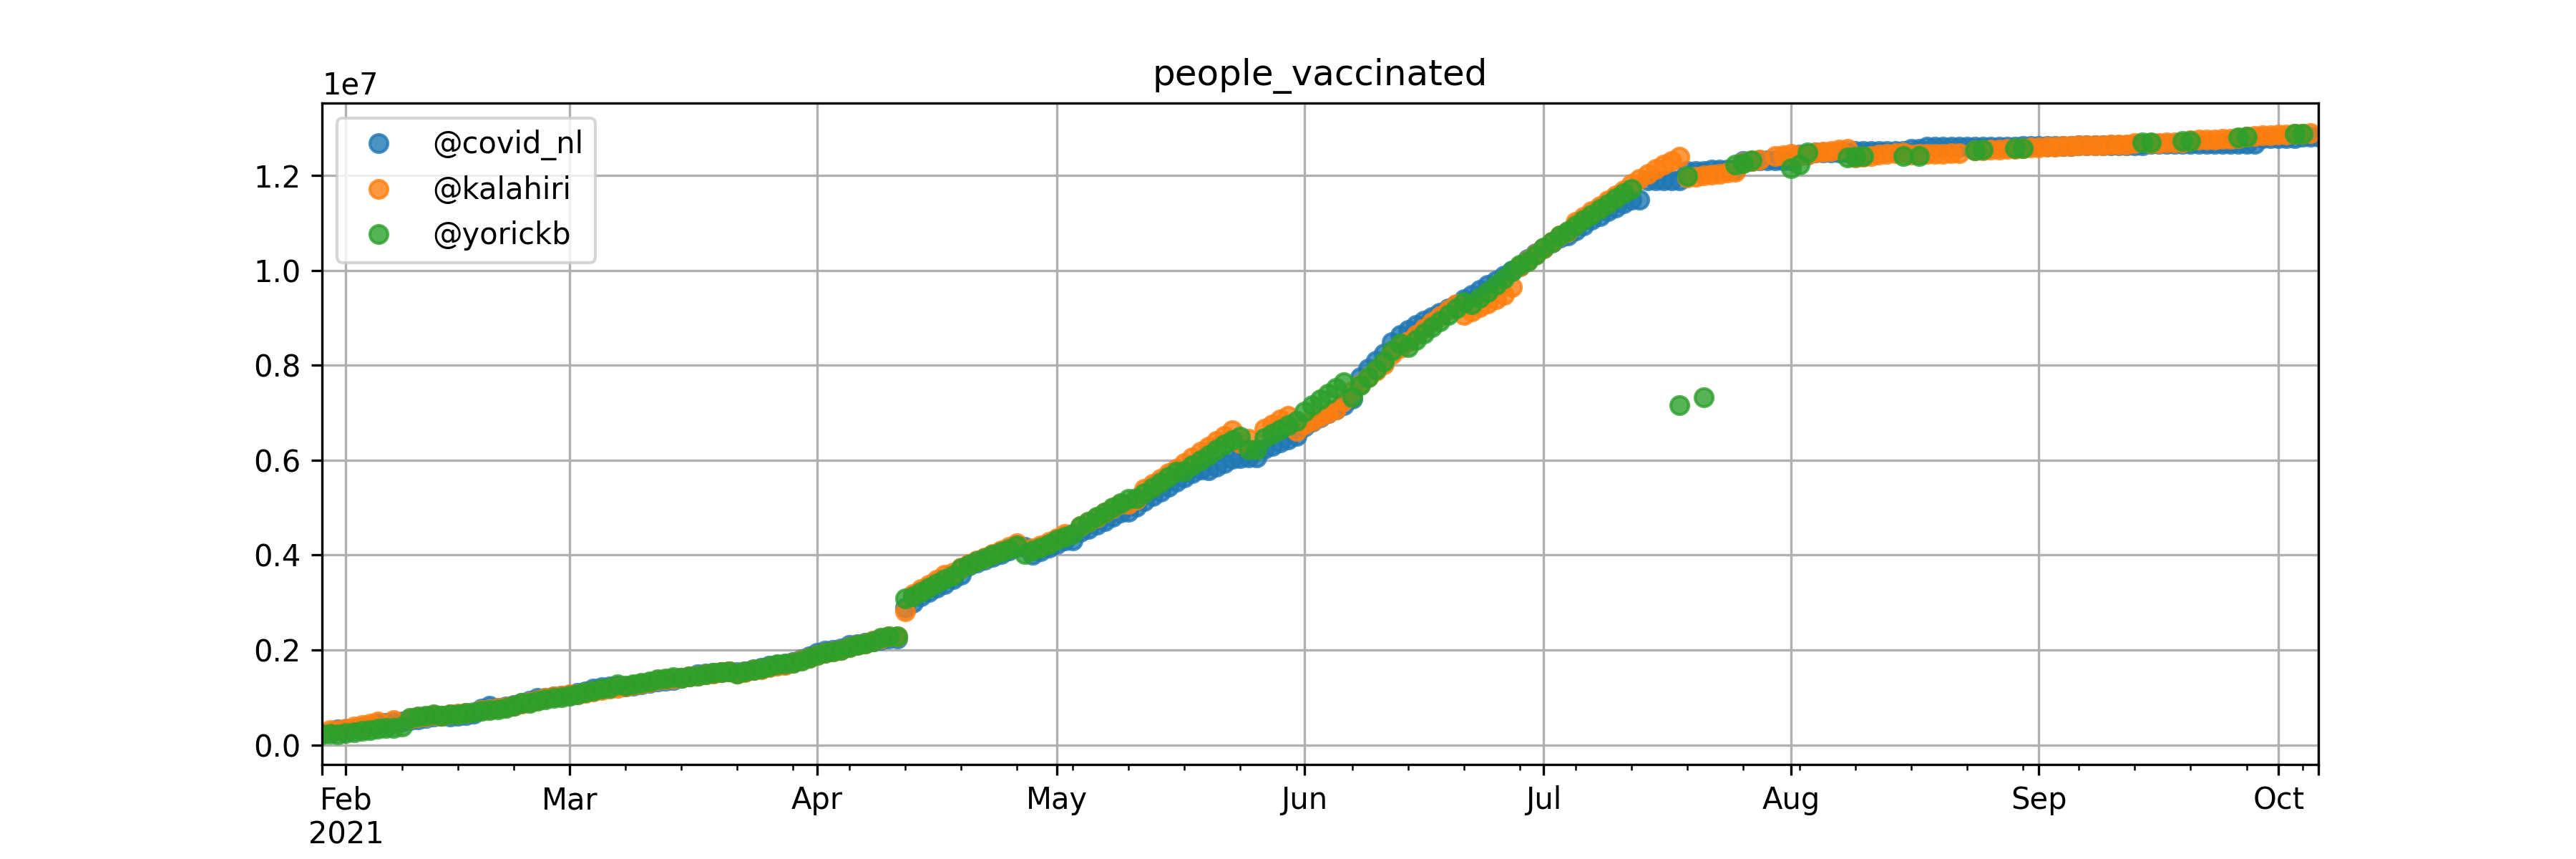 people_vaccinated
1e7
@covid_nl
@kalahiri
@yorickb
1.2
1.0
0.8
0.6
0.4
0.2
0.0
Feb Mar Apr May Jun Jul Aug Sep Oct
2021